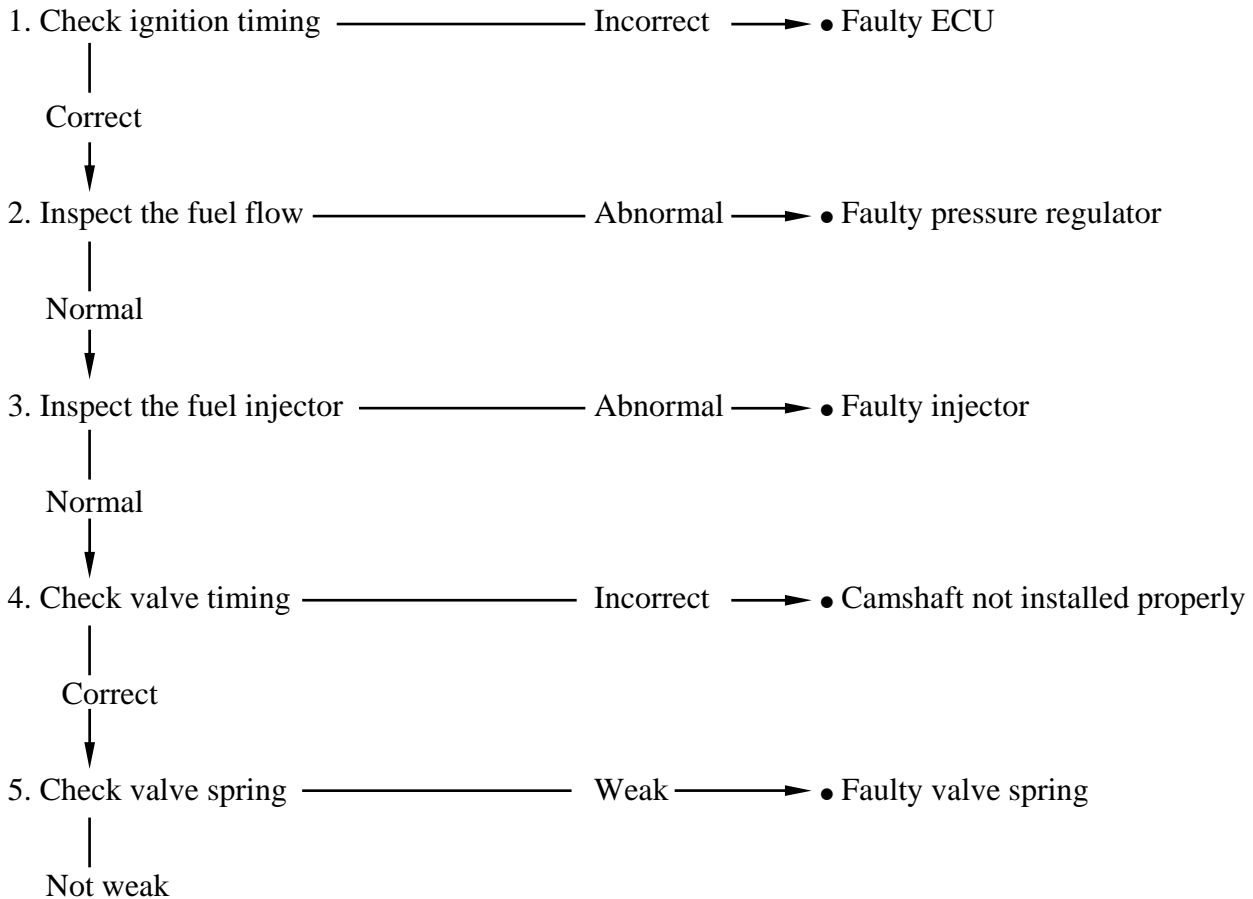 1. Check ignition timing Incorrect • Faulty ECU
Correct
2. Inspect the fuel flow Abnormal • Faulty pressure regulator
Normal
3. Inspect the fuel injector Abnormal • Faulty injector
Normal
4. Check valve timing Incorrect • Camshaft not installed properly
Correct
5. Check valve spring Weak • Faulty valve spring
Not weak